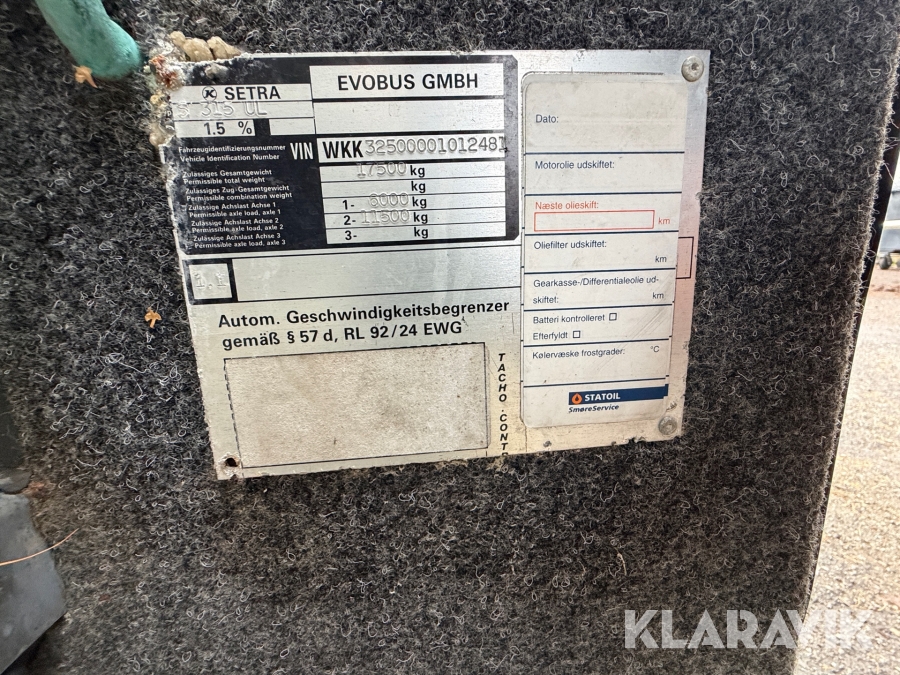 SETRA
EVOBUS GMBH
S 315 UL
1.5 %
Fahrzeugidentifizierungsnummer
Vehicle Identification Number
VIN WKK32500001012481
Zulässiges Gesamtgewicht
Permissible total weight
17500 kg
Zulässiges Zug-Gesamtgewicht
Permissible combination weight
kg
Zulässige Achslast Achse 1
Permissible axle load, axle 1
1- 6000 kg
Zulässige Achslast Achse 2
Permissible axle load, axle 2
2- 11500 kg
Zulässige Achslast Achse 3
Permissible axle load, axle 3
3- kg
Autom. Geschwindigkeitsbegrenzer
gemäß § 57 d, RL 92/24 EWG
TACHO.CONTR
Dato:
Motorolie udskiftet:
Næste olieskift:
km
Oliefilter udskiftet:
km
Gearkasse-/Differentialeolie ud-
skiftet: km
Batteri kontrolleret
Efterfyldt
Kølervæske frostgrader: °C
STATOIL
SmøreService
KLARAVIK